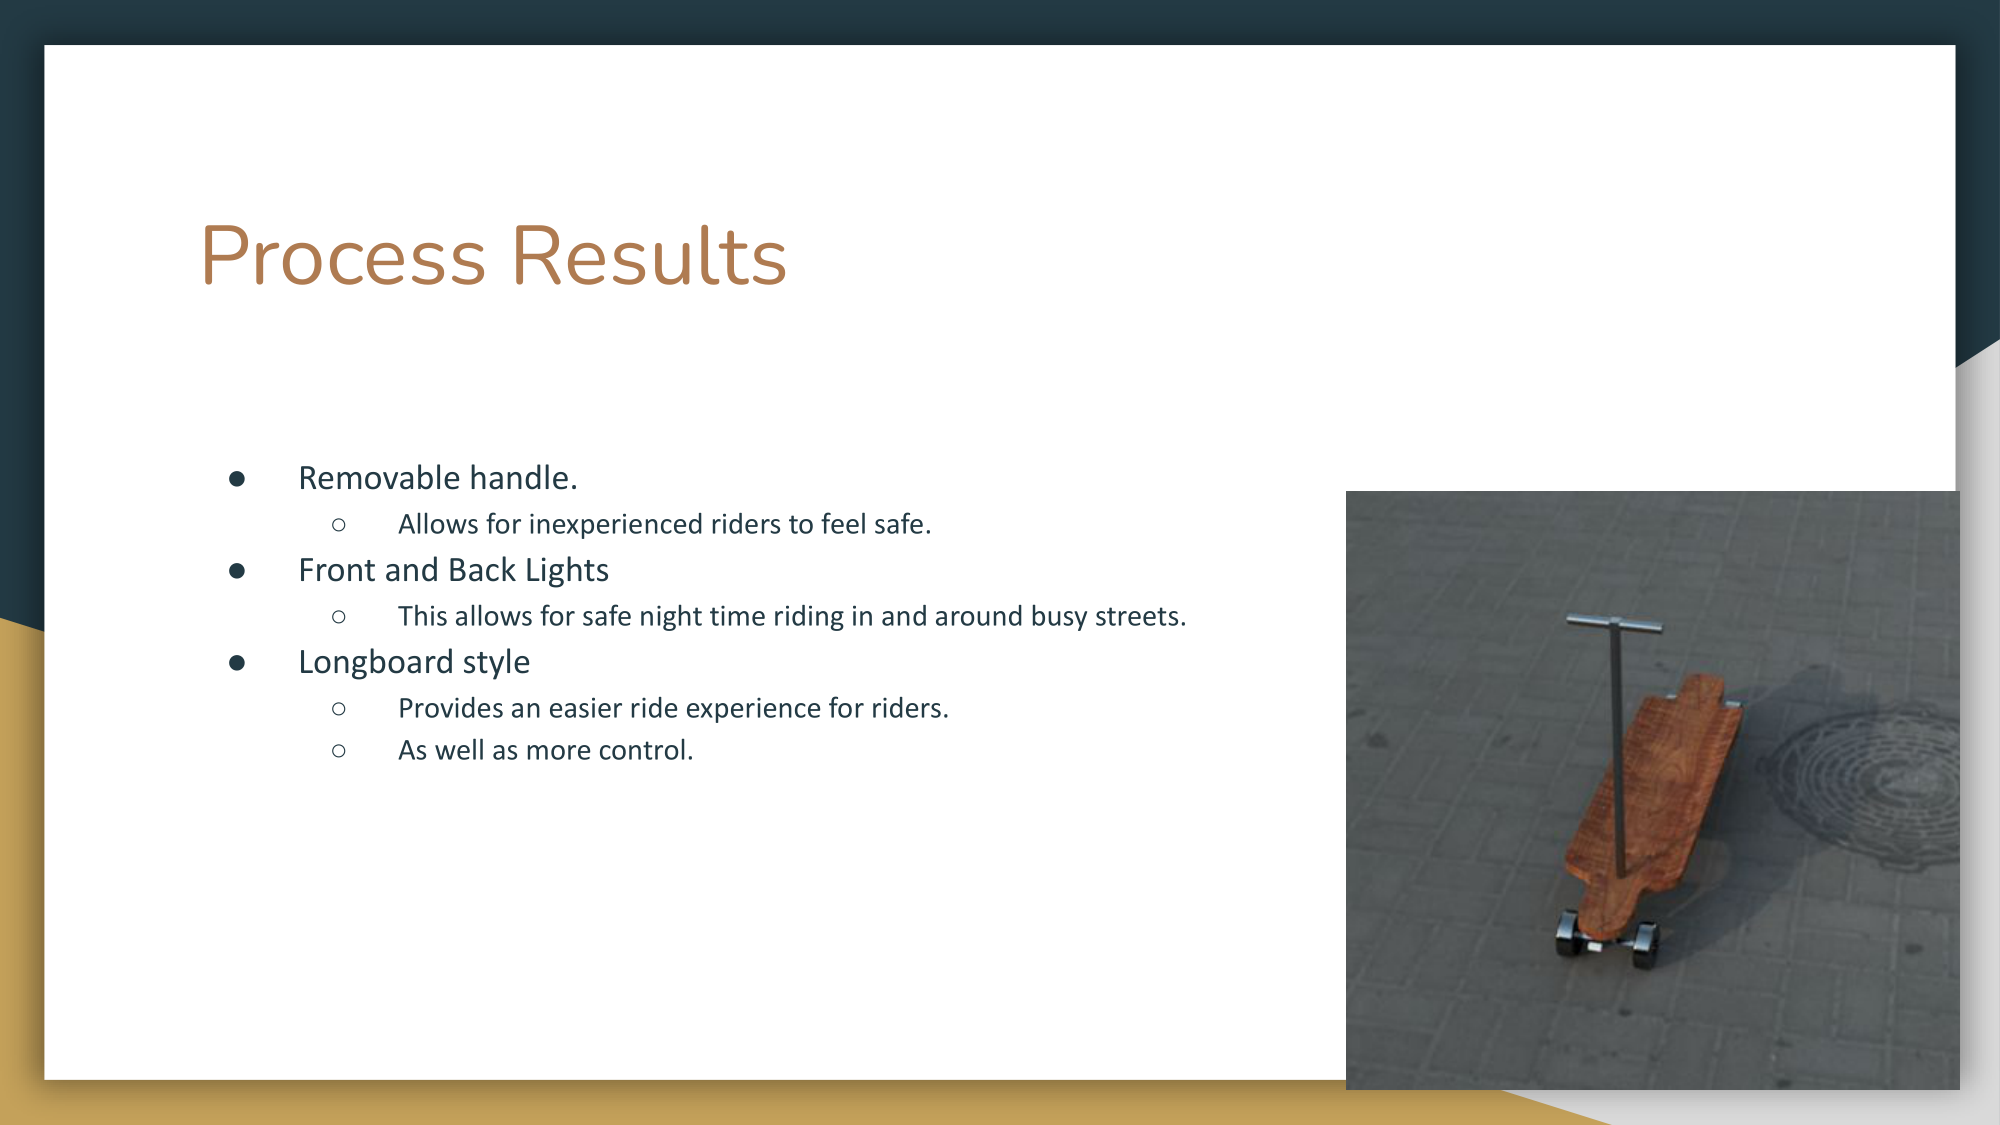 Process Results
● Removable handle.
○ Allows for inexperienced riders to feel safe.
● Front and Back Lights
○ This allows for safe night time riding in and around busy streets.
● Longboard style
○ Provides an easier ride experience for riders.
○ As well as more control.